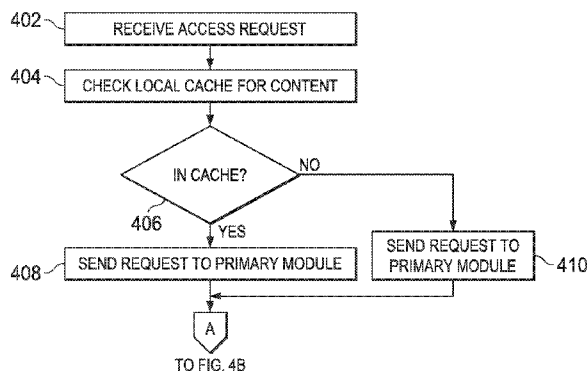 402
RECEIVE ACCESS REQUEST
404
CHECK LOCAL CACHE FOR CONTENT
IN CACHE?
NO
406
YES
408
SEND REQUEST TO PRIMARY MODULE
SEND REQUEST TO
PRIMARY MODULE
410
A
TO FIG. 4B